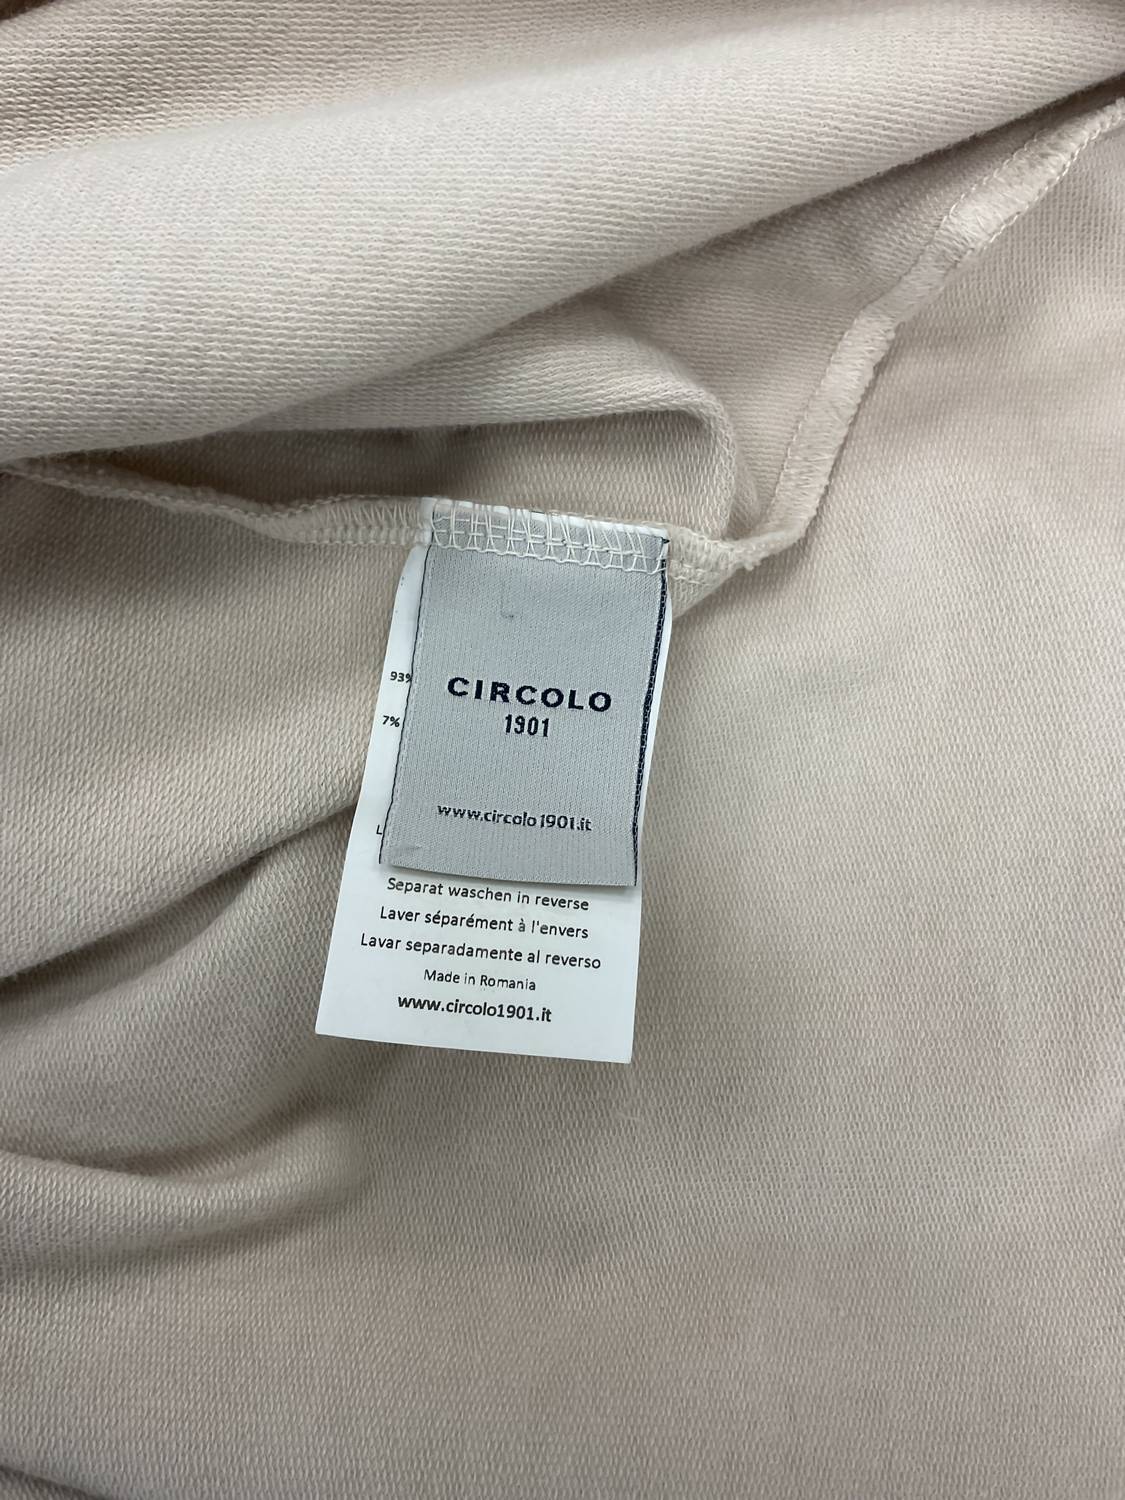 CIRCOLO
1901
www.circolo1901.it
93%
7%
L
Separat waschen in reverse
Laver séparément à l'envers
Lavar separadamente al reverso
Made in Romania
www.circolo1901.it